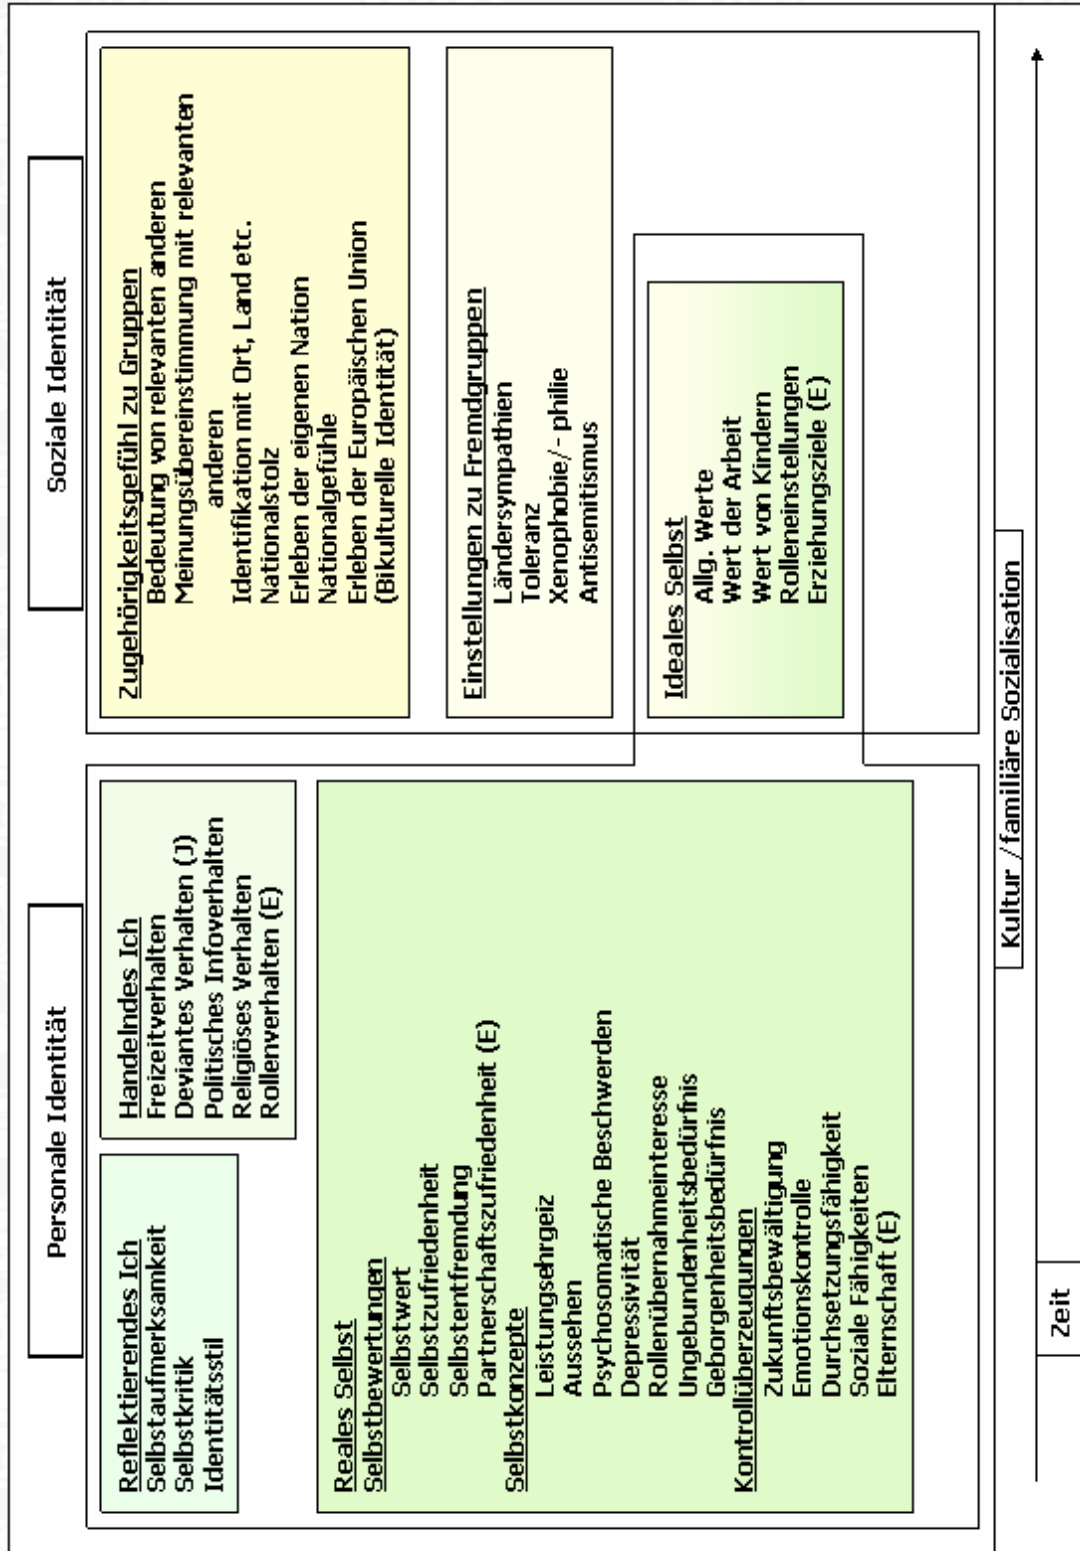 Personale Identität
Soziale Identität
Reflektierendes Ich
Selbstaufmerksamkeit
Selbstkritik
Identitätsstil
Handelndes Ich
Freizeitverhalten
Deviantes Verhalten (J)
Politisches Infoverhalten
Religiöses Verhalten
Rollenverhalten (E)
Reales Selbst
Selbstbewertungen
Selbstwert
Selbstzufriedenheit
Selbstentfremdung
Partnerschaftszufriedenheit (E)
Selbstkonzepte
Leistungsehrgeiz
Aussehen
Psychosomatische Beschwerden
Depressivität
Rollenübernahmeinteresse
Ungebundenheitsbedürfnis
Geborgenheitsbedürfnis
Kontrollüberzeugungen
Zukunftsbewältigung
Emotionskontrolle
Durchsetzungsfähigkeit
Soziale Fähigkeiten
Elternschaft (E)
Zugehörigkeitsgefühl zu Gruppen
Bedeutung von relevanten anderen
Meinungsübereinstimmung mit relevanten
anderen
Identifikation mit Ort, Land etc.
Nationalstolz
Erleben der eigenen Nation
Nationalgefühle
Erleben der Europäischen Union
(Bikulturelle Identität)
Einstellungen zu Fremdgruppen
Ländersympathien
Toleranz
Xenophobie/- philie
Antisemitismus
Ideales Selbst
Allg. Werte
Wert der Arbeit
Wert von Kindern
Rolleneinstellungen
Erziehungsziele (E)
Kultur /familiäre Sozialisation
Zeit